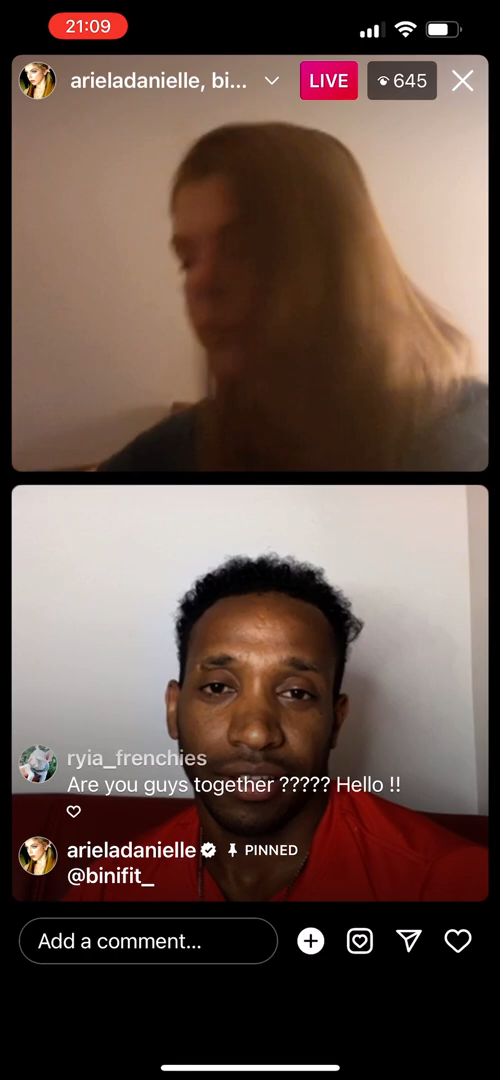 21:09
arieladanielle, bi...
LIVE
645
ryia_frenchies
Are you guys together ????? Hello !!
arieladanielle PINNED
@binifit_
Add a comment...